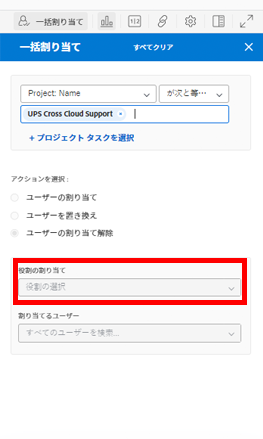 一括割り当て
一括割り当て すべてクリア
Project: Name が次と等…
UPS Cross Cloud Support
+ プロジェクト タスクを選択
アクションを選択 :
ユーザーの割り当て
ユーザーを置き換え
ユーザーの割り当て解除
役割の割り当て
役割の選択
割り当てるユーザー
すべてのユーザーを検索...